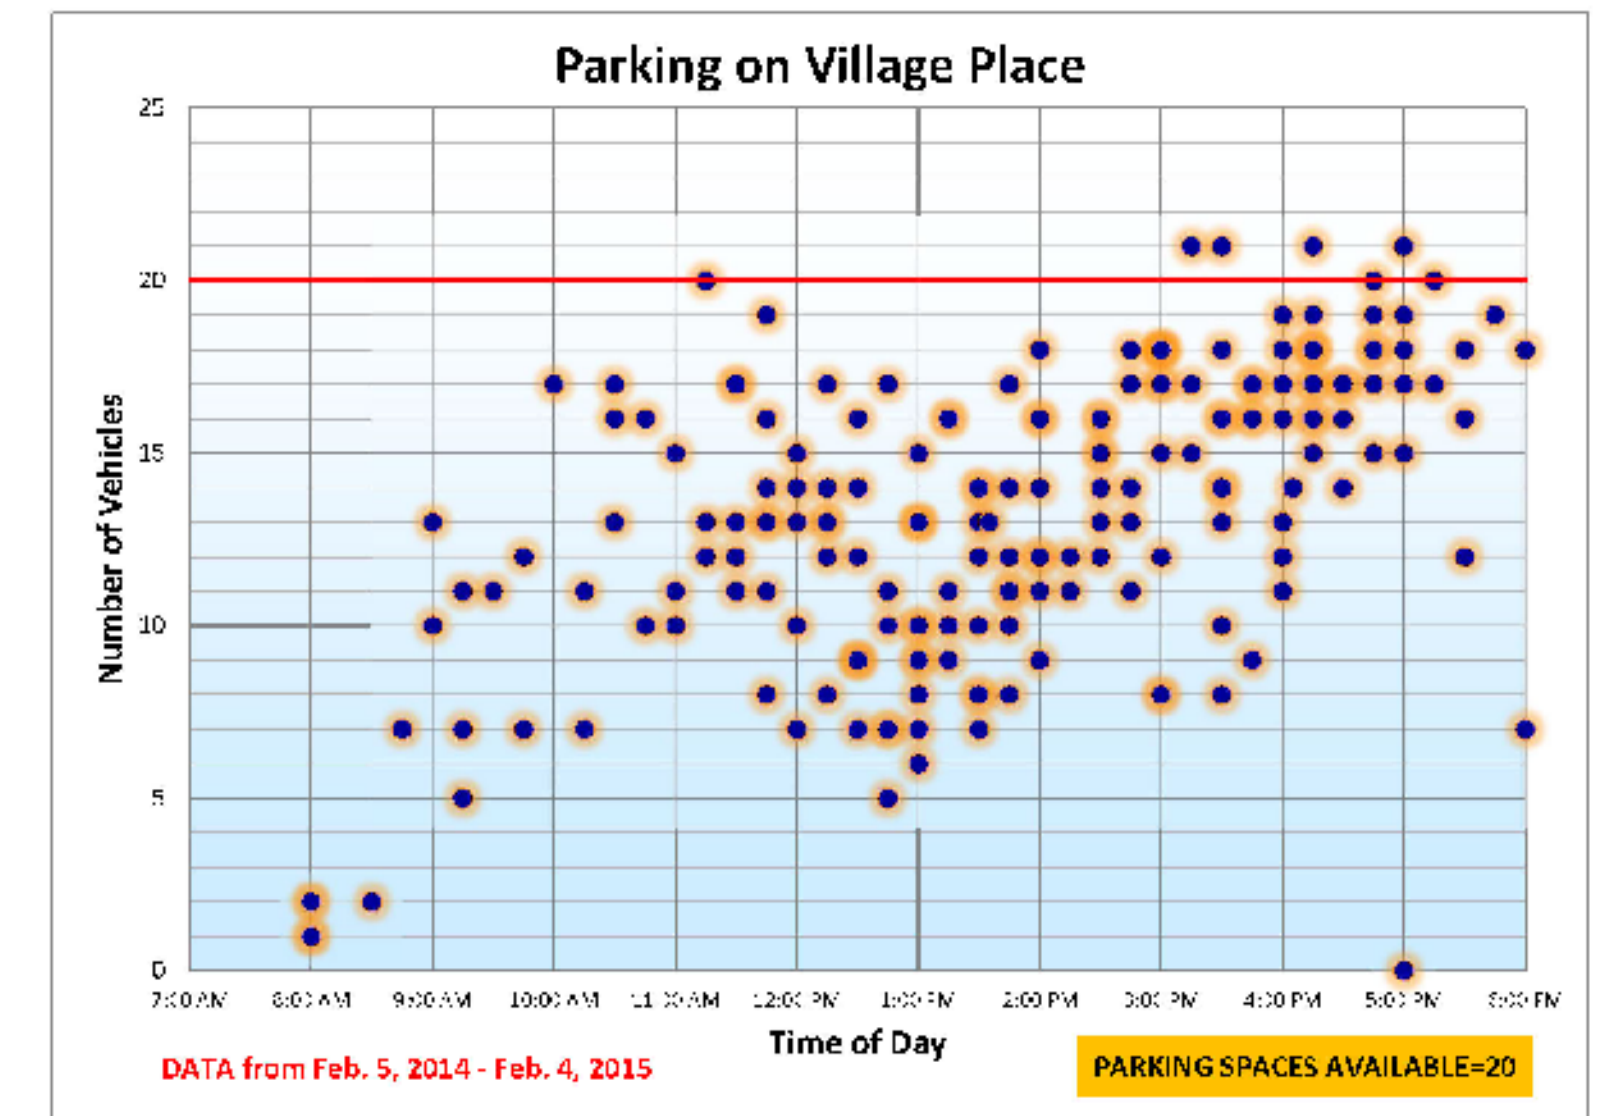 Parking on Village Place
25
20
15
10
5
0
Number of Vehicles
7:00 AM 8:00 AM 9:00 AM 10:00 AM 11:00 AM 12:00 PM 1:00 PM 2:00 PM 3:00 PM 4:00 PM 5:00 PM 6:00 PM
Time of Day
DATA from Feb. 5, 2014 - Feb. 4, 2015
PARKING SPACES AVAILABLE=20